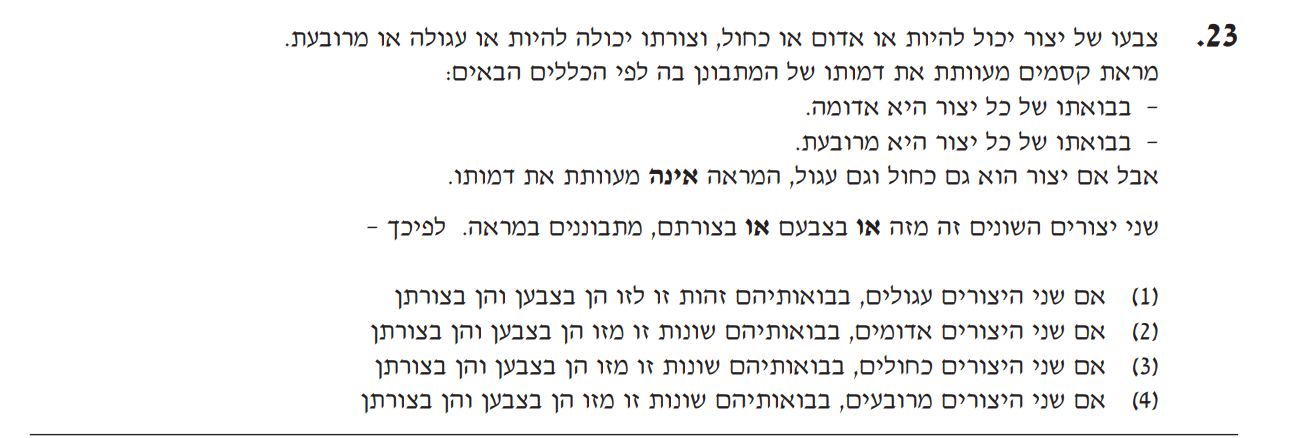 23. צבעו של יצור יכול להיות או אדום או כחול, וצורתו יכולה להיות או עגולה או מרובעת.
מראת קסמים מעוותת את דמותו של המתבונן בה לפי הכללים הבאים:
- בבואתו של כל יצור היא אדומה.
- בבואתו של כל יצור היא מרובעת.
אבל אם יצור הוא גם כחול וגם עגול, המראה אינה מעוותת את דמותו.
שני יצורים השונים זה מזה או בצבעם או בצורתם, מתבוננים במראה. לפיכך -
(1) אם שני היצורים עגולים, בבואותיהם זהות זו לזו הן בצבען והן בצורתן
(2) אם שני היצורים אדומים, בבואותיהם שונות זו מזו הן בצבען והן בצורתן
(3) אם שני היצורים כחולים, בבואותיהם שונות זו מזו הן בצבען והן בצורתן
(4) אם שני היצורים מרובעים, בבואותיהם שונות זו מזו הן בצבען והן בצורתן